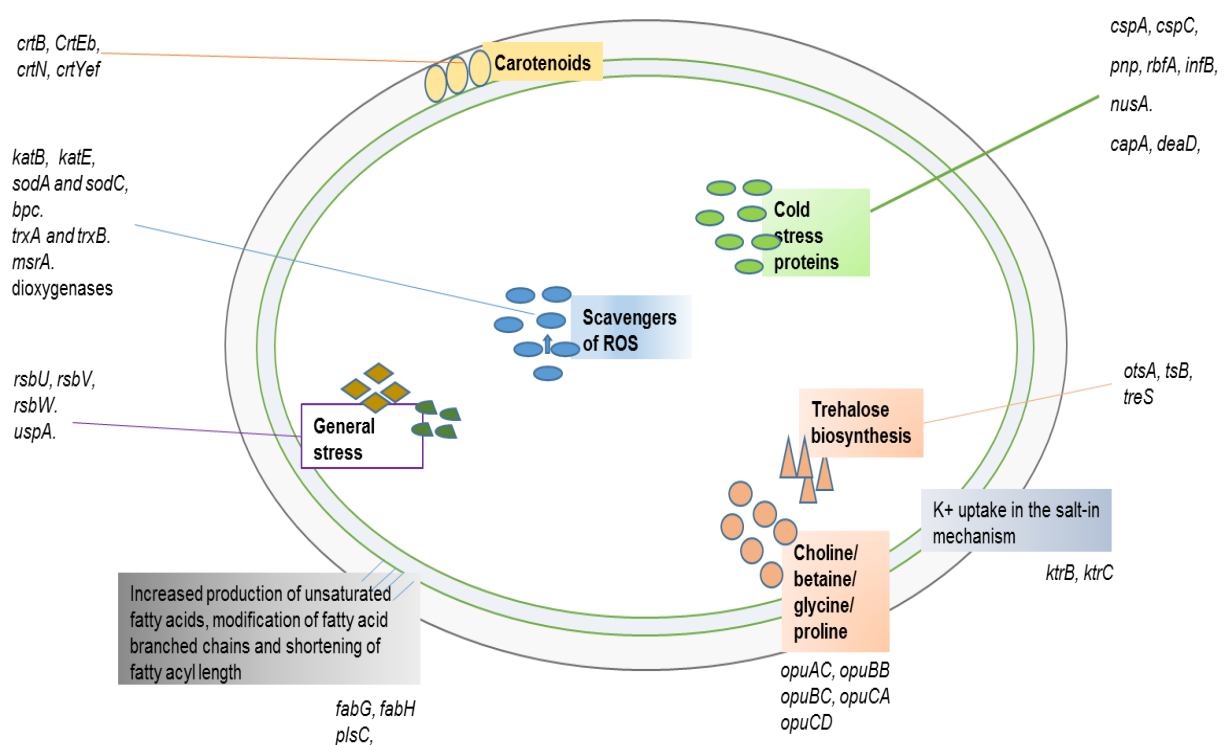 crtB, CrtEb,
crtN, crtYef
Carotenoids
cspA, cspC,
pnp, rbfA, infB,
nusA.
capA, deaD,
katB, katE,
sodA and sodC,
bpc.
trxA and trxB.
msrA.
dioxygenases
Cold
stress
proteins
Scavengers
of ROS
rsbU, rsbV,
rsbW.
uspA.
General
stress
otsA, tsB,
treS
Trehalose
biosynthesis
K+ uptake in the salt-in
mechanism
ktrB, ktrC
Choline/
betaine/
glycine/
proline
opuAC, opuBB
opuBC, opuCA
opuCD
Increased production of unsaturated
fatty acids, modification of fatty acid
branched chains and shortening of
fatty acyl length
fabG, fabH
plsC,